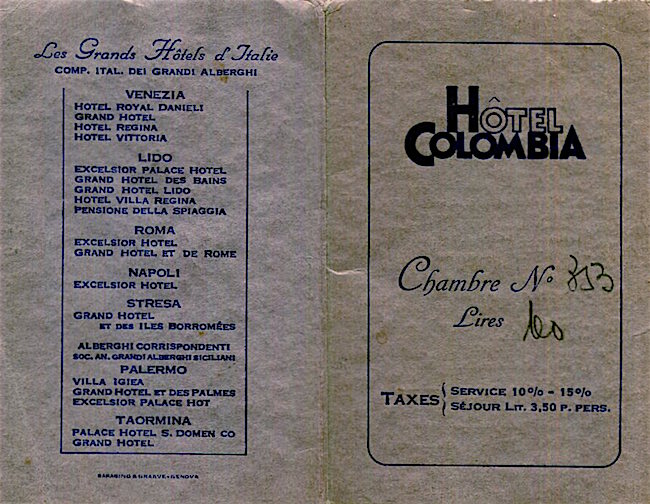 Les Grands Hôtels d'Italie
COMP. ITAL. DEI GRANDI ALBERGHI
VENEZIA
HOTEL ROYAL DANIELI
GRAND HOTEL
HOTEL REGINA
HOTEL VITTORIA
LIDO
EXCELSIOR PALACE HOTEL
GRAND HOTEL DES BAINS
GRAND HOTEL LIDO
HOTEL VILLA REGINA
PENSIONE DELLA SPIAGGIA
ROMA
EXCELSIOR HOTEL
GRAND HOTEL ET DE ROME
NAPOLI
EXCELSIOR HOTEL
STRESA
GRAND HOTEL
ET DES ILES BORROMÉES
ALBERGHI CORRISPONDENTI
SOC. AN. GRANDI ALBERGHI SICILIANI
PALERMO
VILLA IGIEA
GRAND HOTEL ET DES PALMES
EXCELSIOR PALACE HOT
TAORMINA
PALACE HOTEL S. DOMEN CO
GRAND HOTEL
GENOVA
HÔTEL
COLOMBIA
Chambre Nº
Lires
TAXES
SERVICE 10% - 15%
SÉJOUR LIT. 3,50 P. PERS.